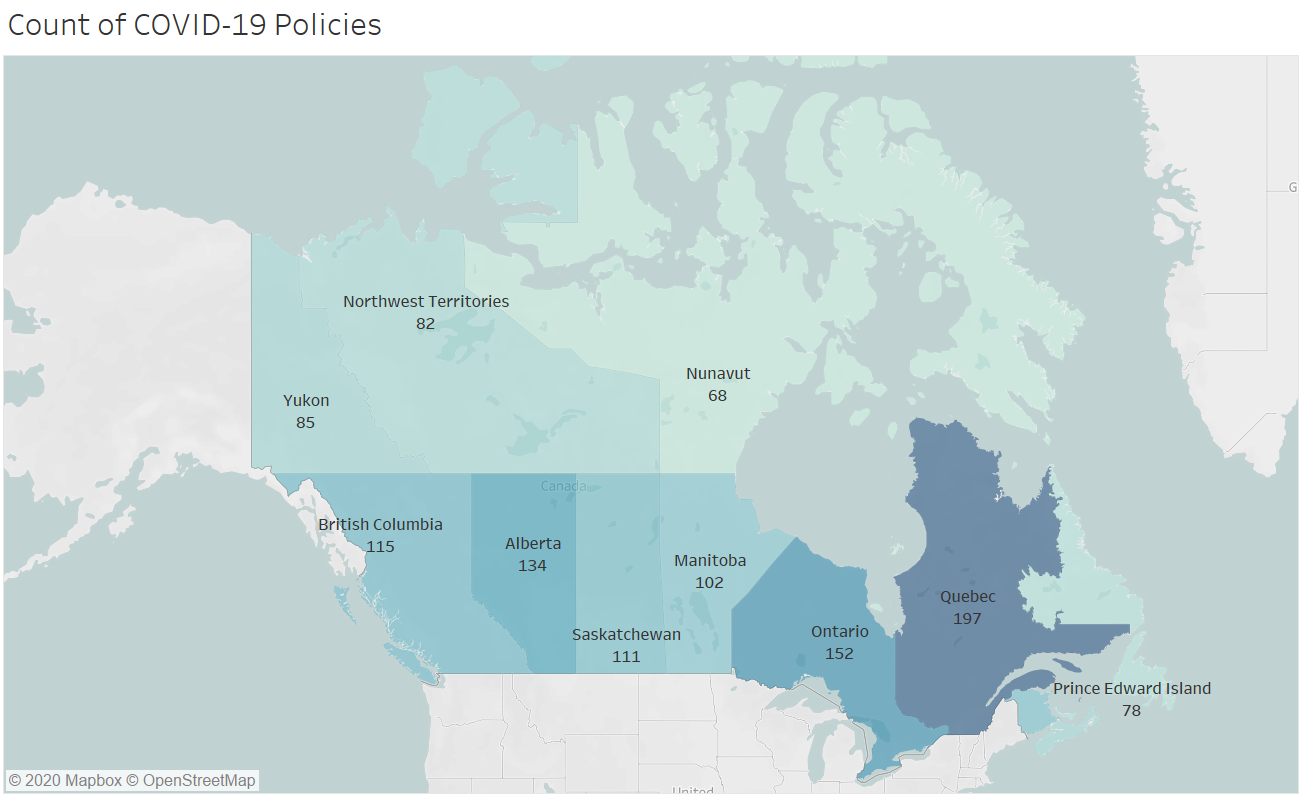 Count of COVID-19 Policies
G
Northwest Territories
82
Nunavut
68
Yukon
85
Canada
British Columbia
115
Alberta
134
Manitoba
102
Quebec
197
Saskatchewan
111
Ontario
152
Prince Edward Island
78
© 2020 Mapbox © OpenStreetMap
United